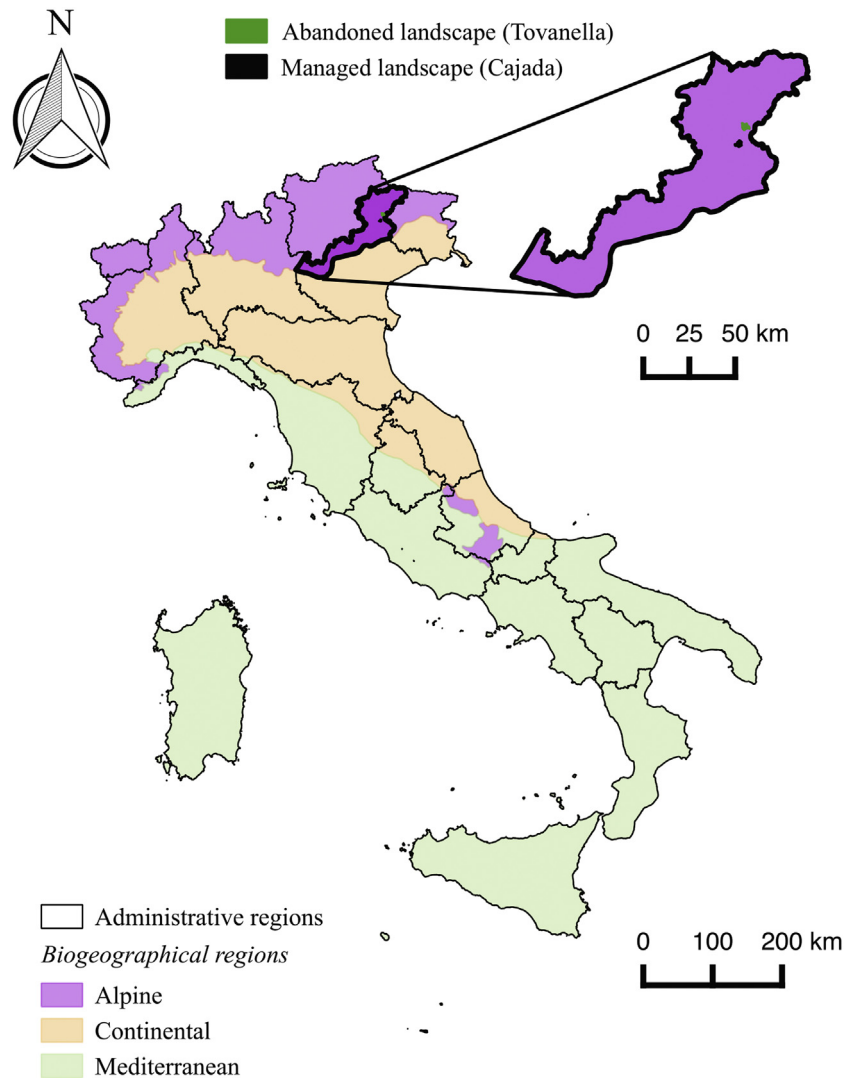 N
Abandoned landscape (Tovanella)
Managed landscape (Cajada)
0 25 50 km
Administrative regions
Biogeographical regions
Alpine
Continental
Mediterranean
0 100 200 km